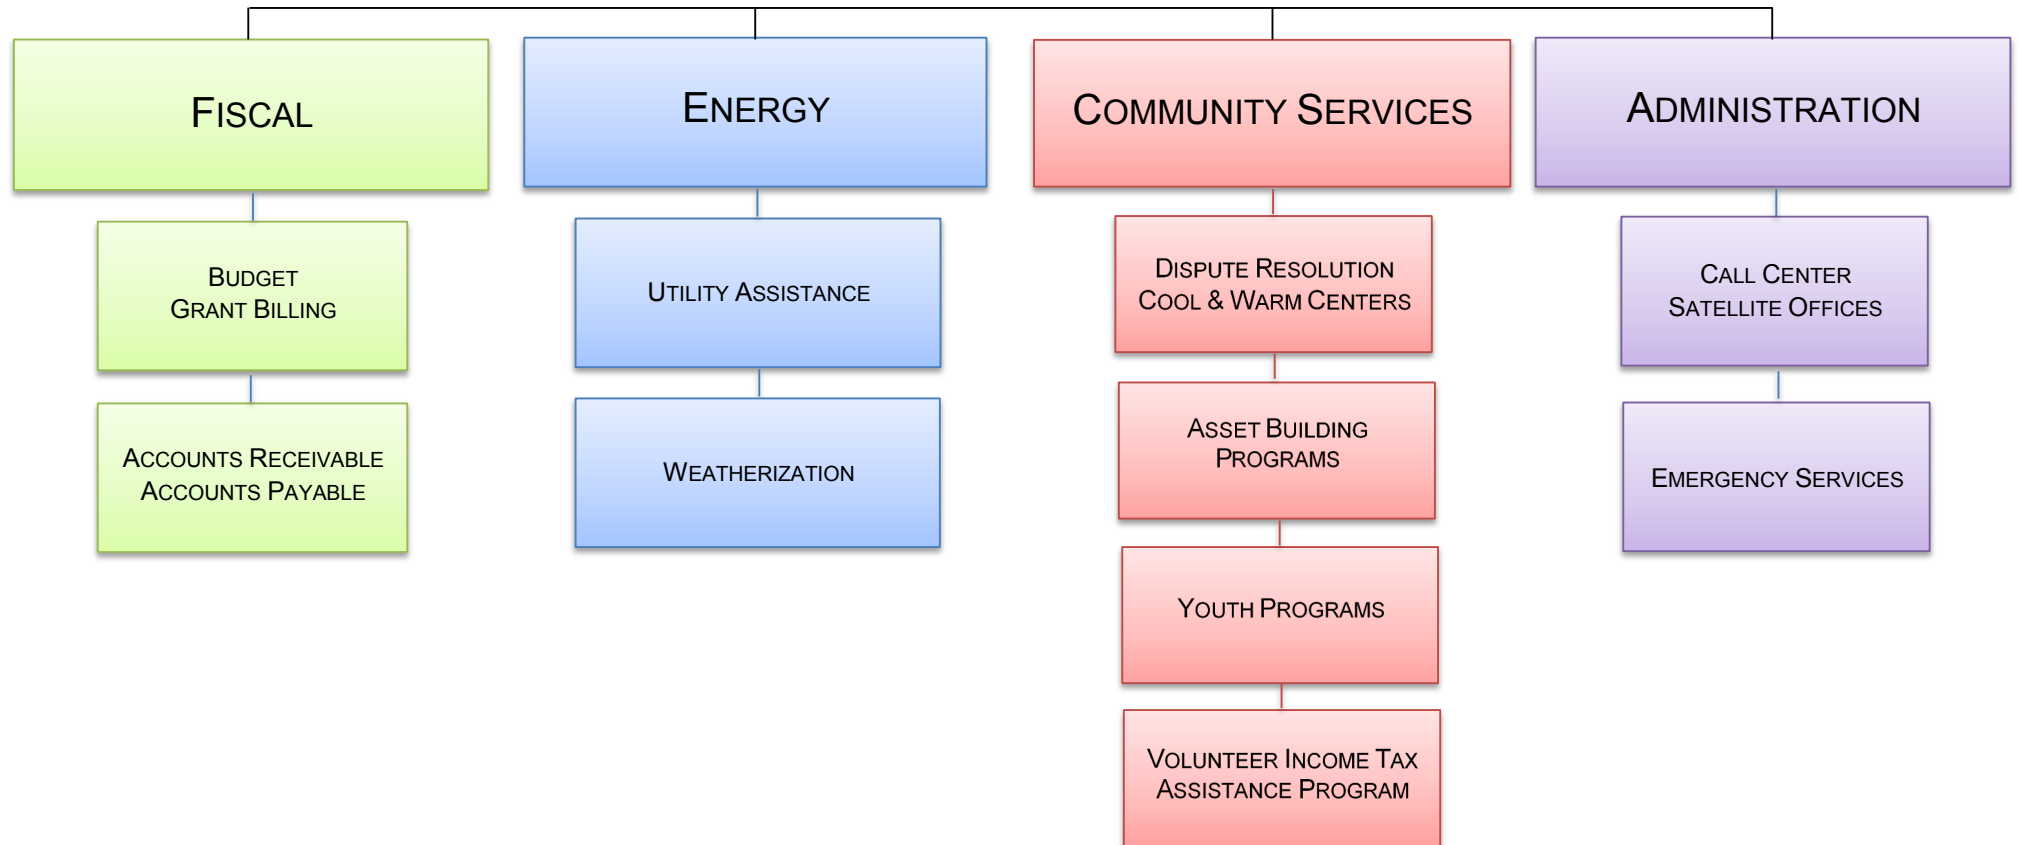 FISCAL
BUDGET
GRANT BILLING
ACCOUNTS RECEIVABLE
ACCOUNTS PAYABLE
ENERGY
UTILITY ASSISTANCE
WEATHERIZATION
COMMUNITY SERVICES
DISPUTE RESOLUTION
COOL & WARM CENTERS
ASSET BUILDING
PROGRAMS
YOUTH PROGRAMS
VOLUNTEER INCOME TAX
ASSISTANCE PROGRAM
ADMINISTRATION
CALL CENTER
SATELLITE OFFICES
EMERGENCY SERVICES